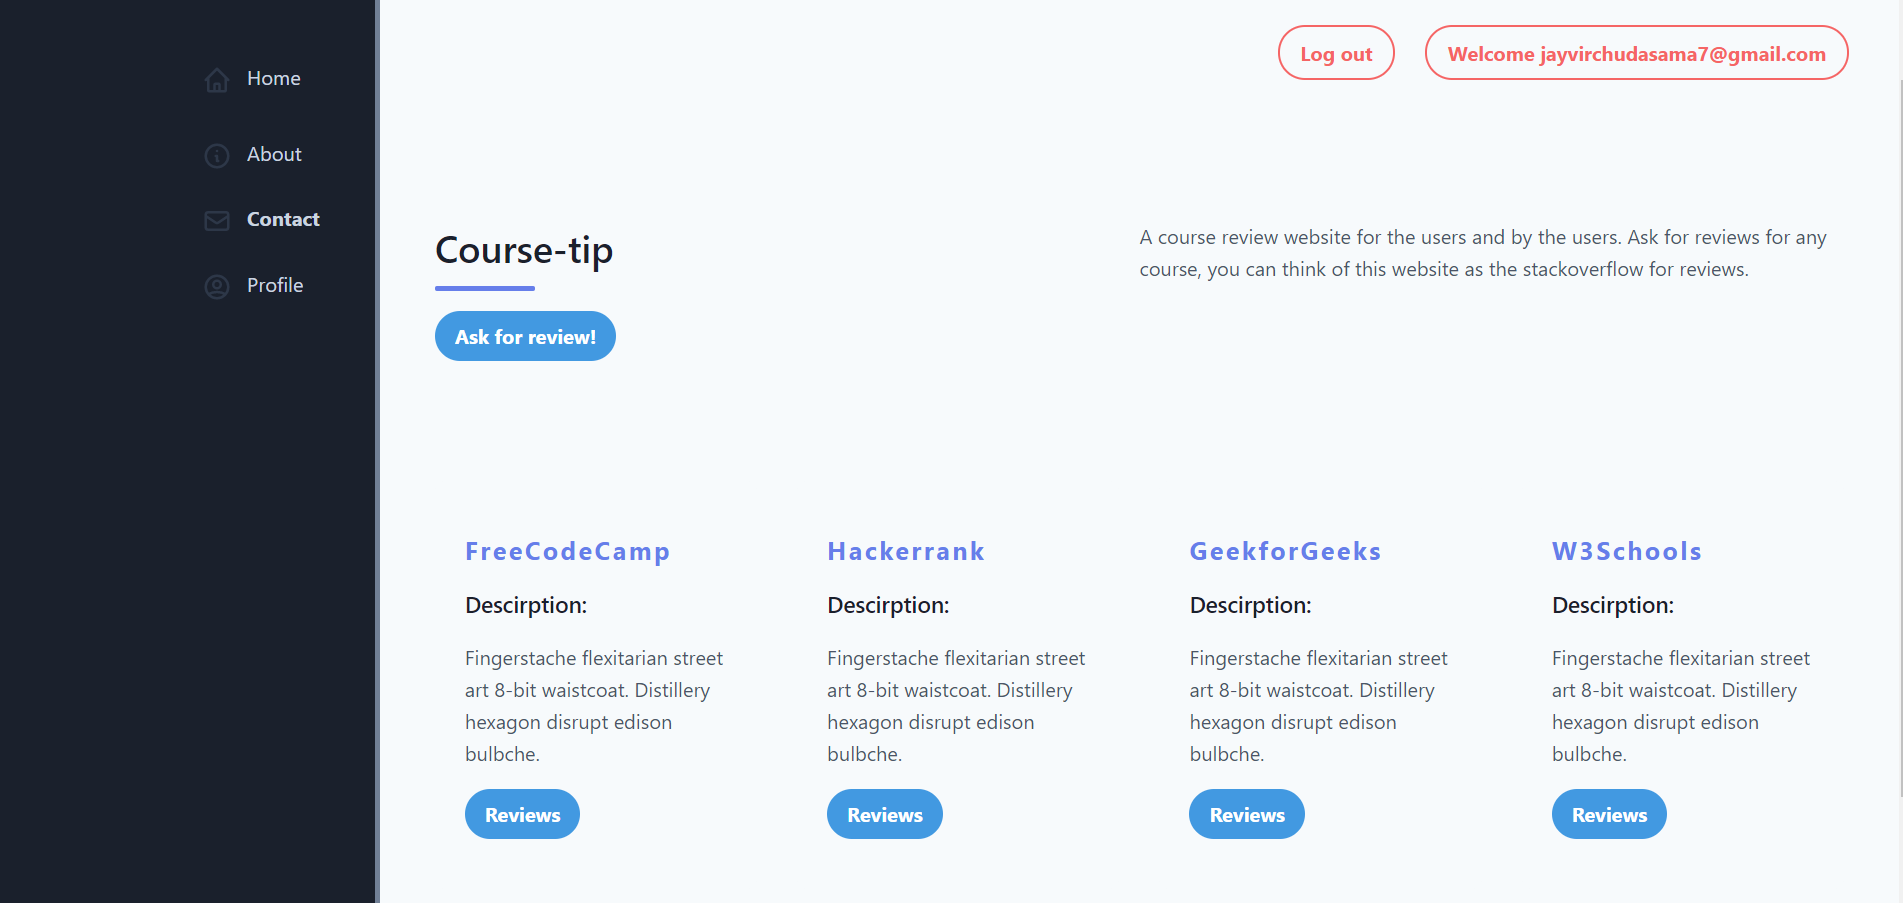 Home
About
Contact
Profile
Log out
Welcome jayvirchudasama7@gmail.com
Course-tip
Ask for review!
A course review website for the users and by the users. Ask for reviews for any
course, you can think of this website as the stackoverflow for reviews.
FreeCodeCamp
Descirption:
Fingerstache flexitarian street
art 8-bit waistcoat. Distillery
hexagon disrupt edison
bulbche.
Reviews
Hackerrank
Descirption:
Fingerstache flexitarian street
art 8-bit waistcoat. Distillery
hexagon disrupt edison
bulbche.
Reviews
GeekforGeeks
Descirption:
Fingerstache flexitarian street
art 8-bit waistcoat. Distillery
hexagon disrupt edison
bulbche.
Reviews
W3Schools
Descirption:
Fingerstache flexitarian street
art 8-bit waistcoat. Distillery
hexagon disrupt edison
bulbche.
Reviews